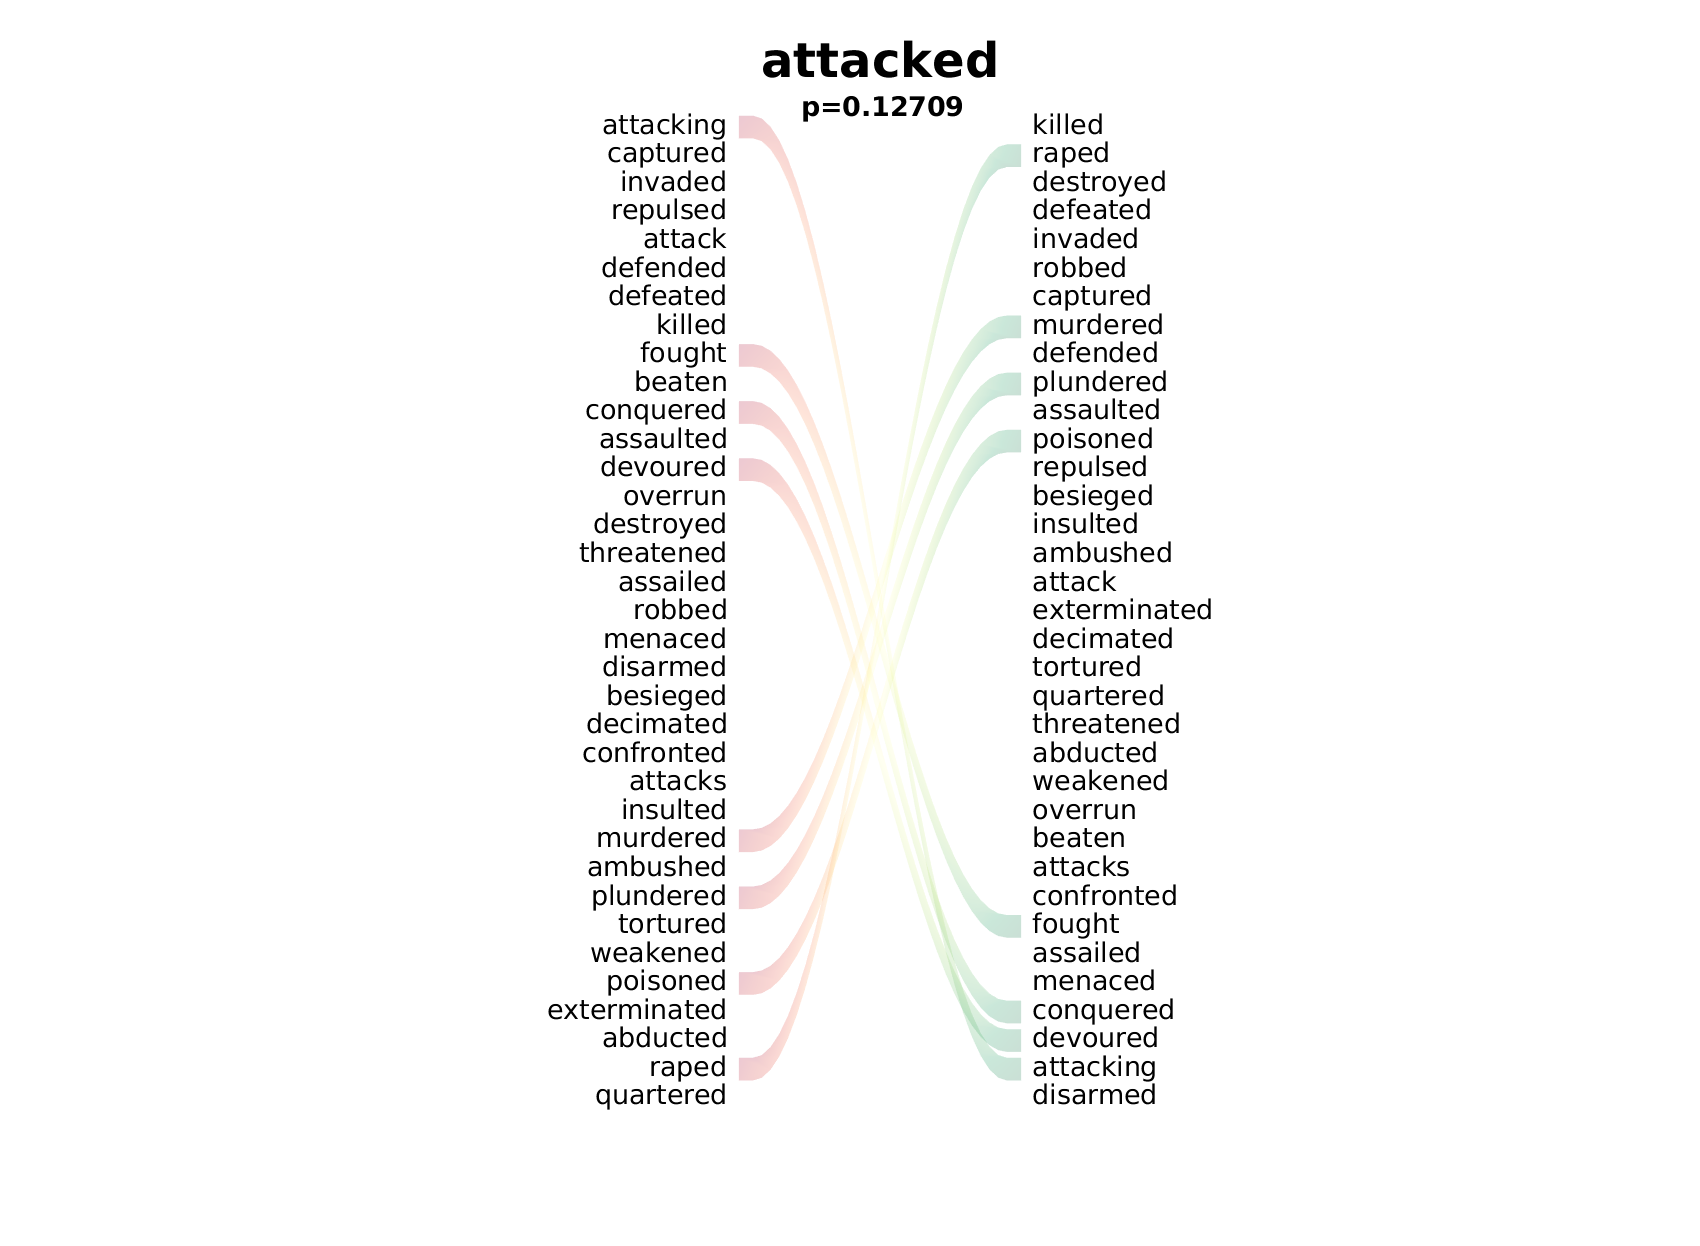 attacked
p=0.12709
attacking killed
captured raped
invaded destroyed
repulsed defeated
attack invaded
defended robbed
defeated captured
killed murdered
fought defended
beaten plundered
conquered assaulted
assaulted poisoned
devoured repulsed
overrun besieged
destroyed insulted
threatened ambushed
assailed attack
robbed exterminated
menaced decimated
disarmed tortured
besieged quartered
decimated threatened
confronted abducted
attacks weakened
insulted overrun
murdered beaten
ambushed attacks
plundered confronted
tortured fought
weakened assailed
poisoned menaced
exterminated conquered
abducted devoured
raped attacking
quartered disarmed